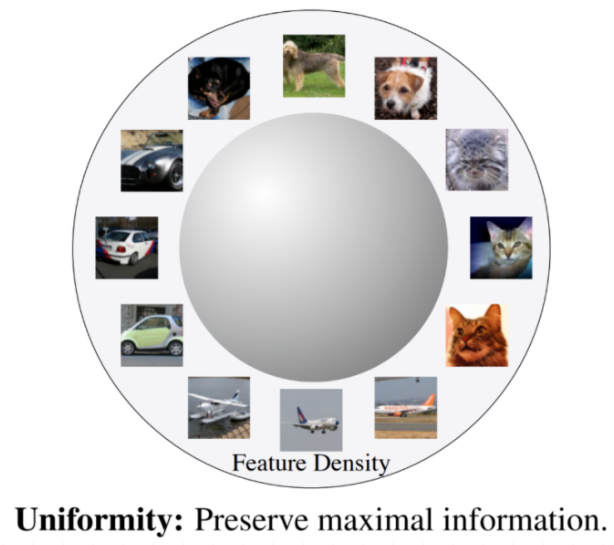 Feature Density
Uniformity: Preserve maximal information.